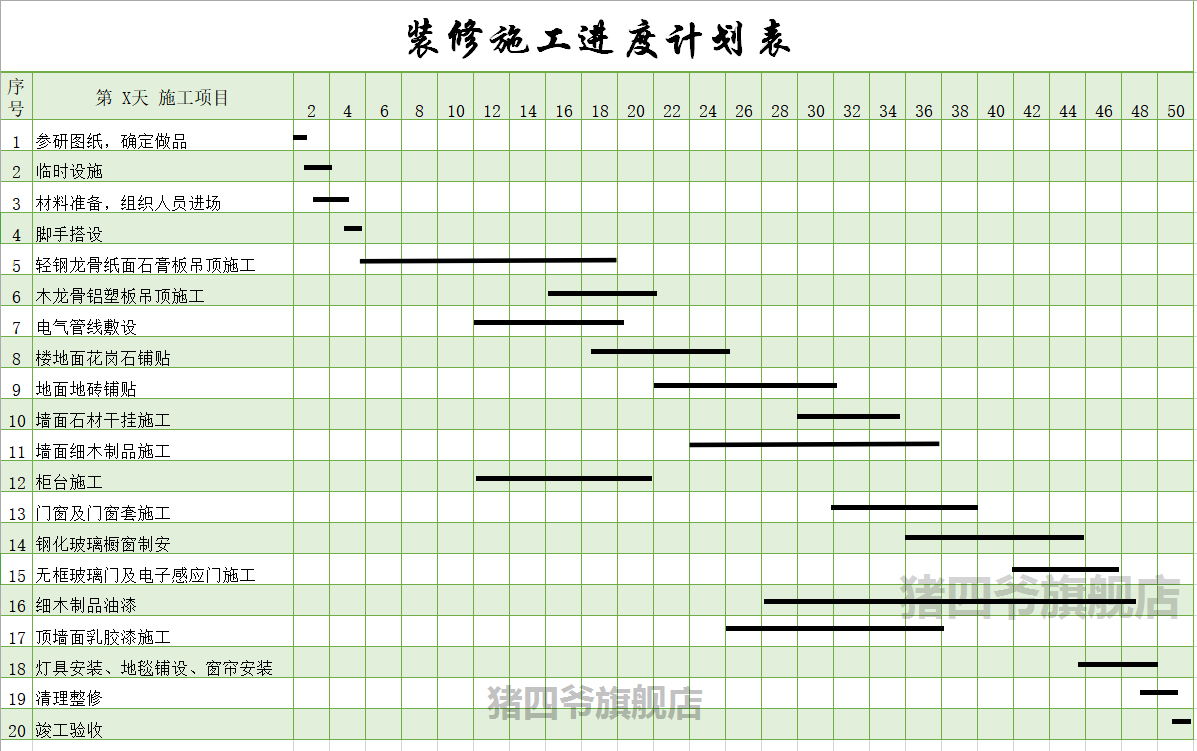 装修施工进度计划表
序号 第 X天 施工项目 2 4 6 8 10 12 14 16 18 20 22 24 26 28 30 32 34 36 38 40 42 44 46 48 50
1 参研图纸，确定做品
2 临时设施
3 材料准备，组织人员进场
4 脚手搭设
5 轻钢龙骨纸面石膏板吊顶施工
6 木龙骨铝塑板吊顶施工
7 电气管线敷设
8 楼地面花岗石铺贴
9 地面地砖铺贴
10 墙面石材干挂施工
11 墙面细木制品施工
12 柜台施工
13 门窗及门窗套施工
14 钢化玻璃橱窗制安
15 无框玻璃门及电子感应门施工
猪四爷旗舰店
16 细木制品油漆
17 顶墙面乳胶漆施工
18 灯具安装、地毯铺设、窗帘安装
19 清理整修
猪四爷旗舰店
20 竣工验收